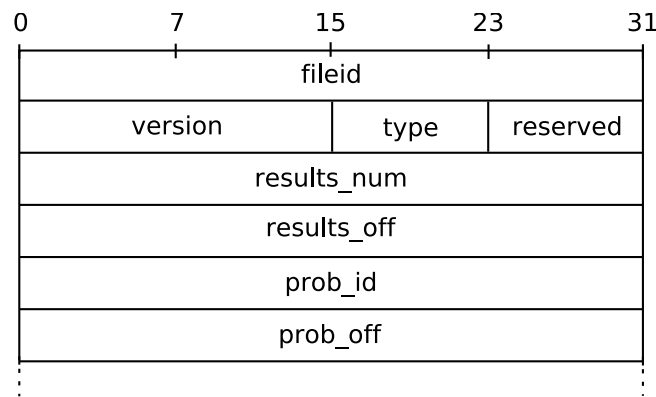 0 7 15 23 31
fileid
version type reserved
results_num
results_off
prob_id
prob_off